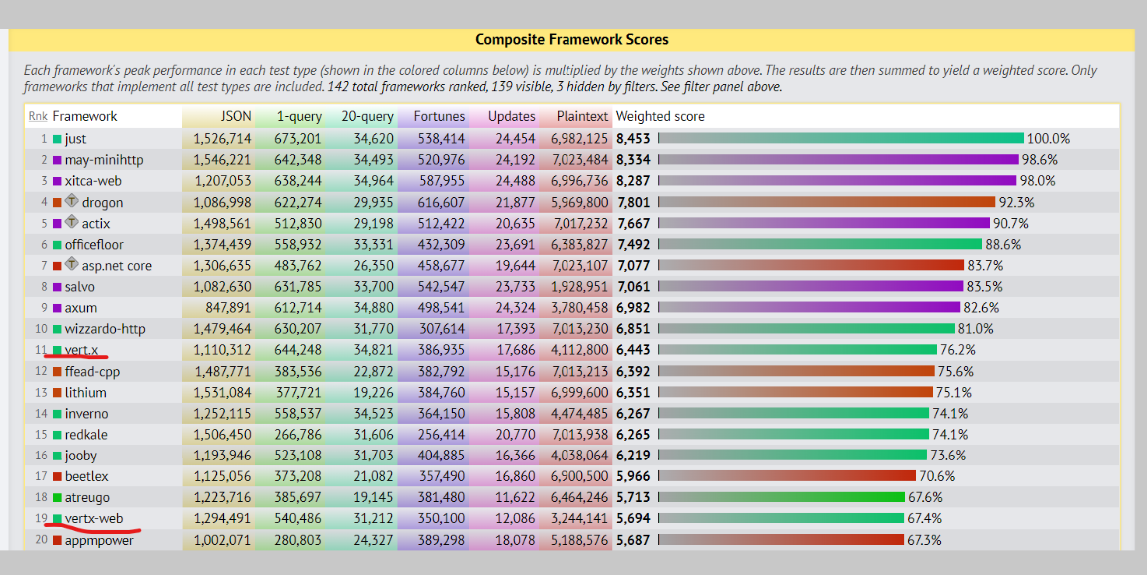 Composite Framework Scores
Each framework's peak performance in each test type (shown in the colored columns below) is multiplied by the weights shown above. The results are then summed to yield a weighted score. Only
frameworks that implement all test types are included. 142 total frameworks ranked, 139 visible, 3 hidden by filters. See filter panel above.
Rnk Framework JSON 1-query 20-query Fortunes Updates Plaintext Weighted score
1 just 1,526,714 673,201 34,620 538,414 24,454 6,982,125 8,453 100.0%
2 may-minihttp 1,546,221 642,348 34,493 520,976 24,192 7,023,484 8,334 98.6%
3 xitca-web 1,207,053 638,244 34,964 587,955 24,488 6,996,736 8,287 98.0%
4 T drogon 1,086,998 622,274 29,935 616,607 21,877 5,969,800 7,801 92.3%
5 T actix 1,498,561 512,830 29,198 512,422 20,635 7,017,232 7,667 90.7%
6 officefloor 1,374,439 558,932 33,331 432,309 23,691 6,383,827 7,492 88.6%
7 T asp.net core 1,306,635 483,762 26,350 458,677 19,644 7,023,107 7,077 83.7%
8 salvo 1,082,630 631,785 33,700 542,547 23,733 1,928,951 7,061 83.5%
9 axum 847,891 612,714 34,880 498,541 24,324 3,780,458 6,982 82.6%
10 wizzardo-http 1,479,464 630,207 31,770 307,614 17,393 7,013,230 6,851 81.0%
11 vert.x 1,110,312 644,248 34,821 386,935 17,686 4,112,800 6,443 76.2%
12 ffead-cpp 1,487,771 383,536 22,872 382,792 15,176 7,013,213 6,392 75.6%
13 lithium 1,531,084 377,721 19,226 384,760 15,157 6,999,600 6,351 75.1%
14 inverno 1,252,115 558,537 34,523 364,150 15,808 4,474,485 6,267 74.1%
15 redkale 1,506,450 266,786 31,606 256,414 20,770 7,013,938 6,265 74.1%
16 jooby 1,193,946 523,108 31,703 404,885 16,366 4,038,064 6,219 73.6%
17 beetlex 1,125,056 373,208 21,082 357,490 16,860 6,900,500 5,966 70.6%
18 atreugo 1,223,716 385,697 19,145 381,480 11,622 6,464,246 5,713 67.6%
19 vertx-web 1,294,491 540,486 31,212 350,100 12,086 3,244,141 5,694 67.4%
20 appmpower 1,002,071 280,803 24,327 389,298 18,078 5,188,576 5,687 67.3%